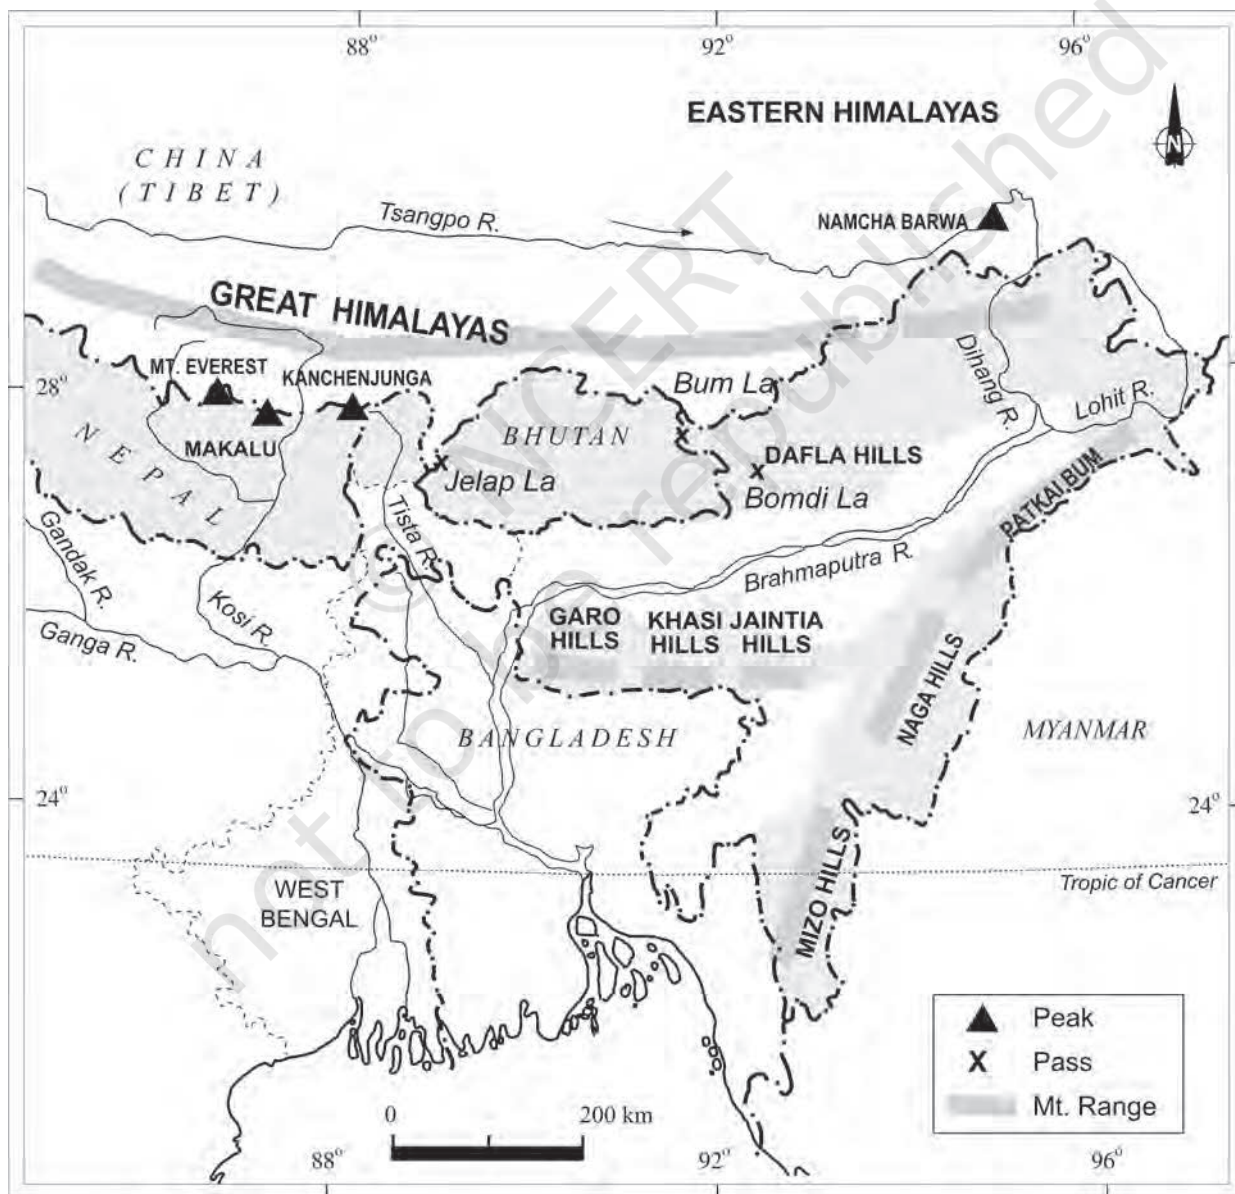 88°
92°
96°
EASTERN HIMALAYAS
N
CHINA
(TIBET)
Tsangpo R.
NAMCHA BARWA
GREAT HIMALAYAS
MT. EVEREST
KANCHENJUNGA
Bum La
Dihang R.
Lohit R.
28°
MAKALU
NEPAL
BHUTAN
DAFLA HILLS
Jelap La
Bomdi La
PATKAI BUM
Tista R.
Gandak R.
Brahmaputra R.
Kosi R.
Ganga R.
GARO
HILLS
KHASI
HILLS
JAINTIA
HILLS
NAGA HILLS
BANGLADESH
MYANMAR
24°
24°
MIZO HILLS
Tropic of Cancer
WEST
BENGAL
Peak
Pass
Mt. Range
0
200 km
88°
92°
96°
© NCERT
not to be republished